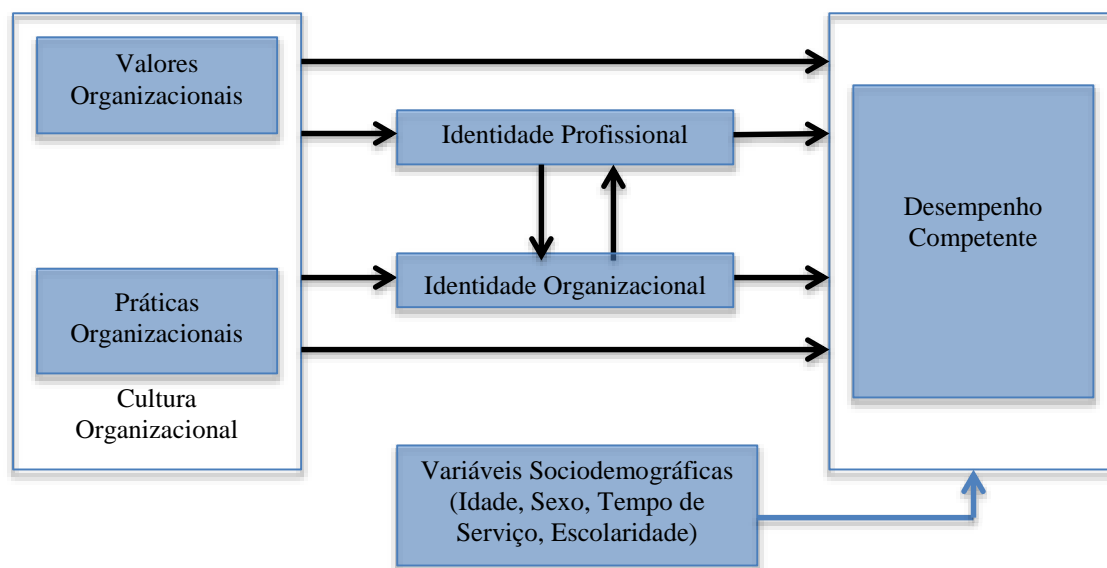 Valores
Organizacionais
Identidade Profissional
Desempenho
Competente
Identidade Organizacional
Práticas
Organizacionais
Cultura
Organizacional
Variáveis Sociodemográficas
(Idade, Sexo, Tempo de
Serviço, Escolaridade)